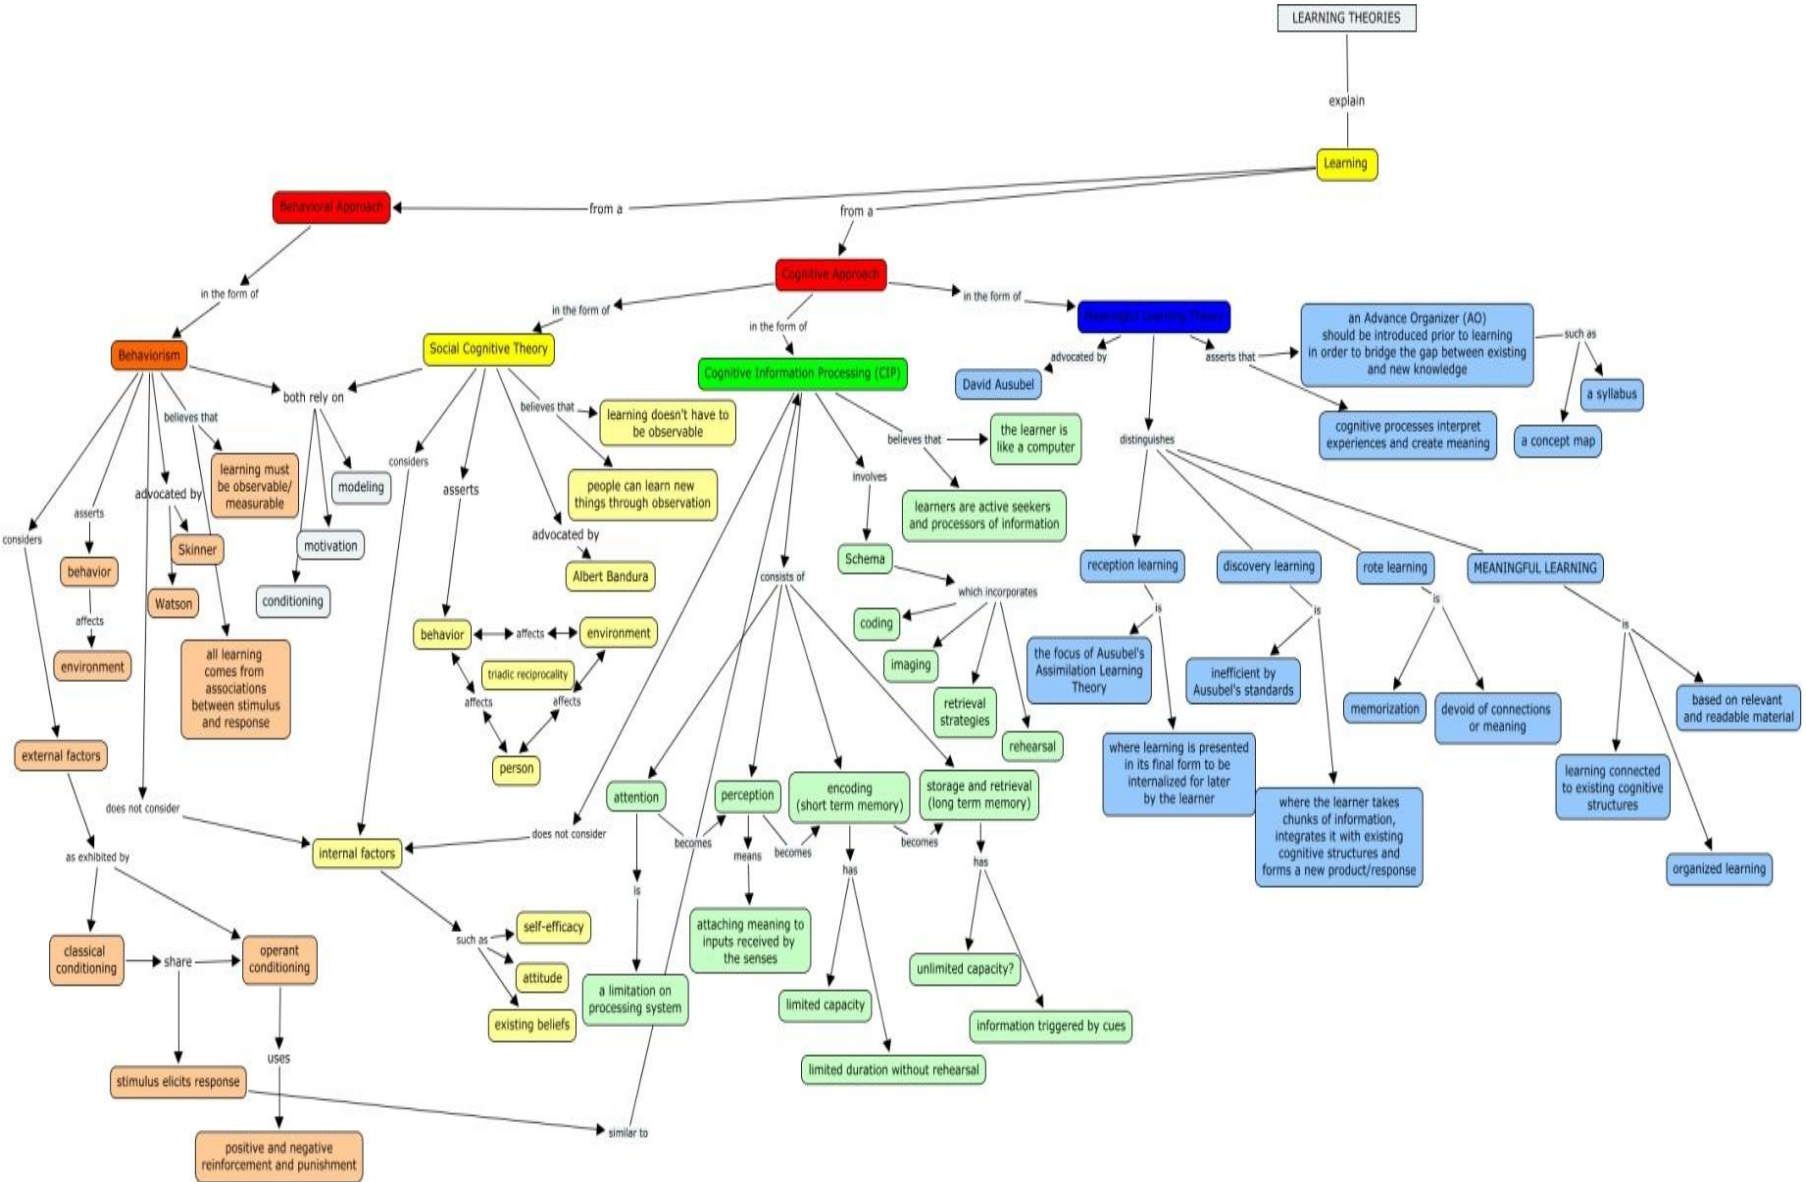 LEARNING THEORIES
explain
Learning
from a
from a
Behavioral Approach
Cognitive Approach
in the form of
in the form of
in the form of
in the form of
Behaviorism
Social Cognitive Theory
Cognitive Information Processing (CIP)
Meaningful Learning Theory
both rely on
modeling
motivation
conditioning
believes that
learning must
be observable/
measurable
all learning
comes from
associations
between stimulus
and response
advocated by
Skinner
Watson
asserts
behavior
affects
environment
considers
external factors
does not consider
as exhibited by
classical
conditioning
share
operant
conditioning
stimulus elicits response
uses
positive and negative
reinforcement and punishment
similar to
believes that
learning doesn't have to
be observable
people can learn new
things through observation
considers
asserts
advocated by
Albert Bandura
behavior
affects
environment
triadic reciprocality
affects
affects
person
internal factors
such as
self-efficacy
attitude
existing beliefs
does not consider
believes that
the learner is
like a computer
learners are active seekers
and processors of information
involves
Schema
which incorporates
coding
imaging
retrieval
strategies
rehearsal
consists of
attention
becomes
perception
becomes
encoding
(short term memory)
becomes
storage and retrieval
(long term memory)
is
a limitation on
processing system
means
attaching meaning to
inputs received by
the senses
has
limited capacity
limited duration without rehearsal
has
unlimited capacity?
information triggered by cues
advocated by
David Ausubel
asserts that
an Advance Organizer (AO)
should be introduced prior to learning
in order to bridge the gap between existing
and new knowledge
such as
a syllabus
a concept map
cognitive processes interpret
experiences and create meaning
distinguishes
reception learning
discovery learning
rote learning
MEANINGFUL LEARNING
is
the focus of Ausubel's
Assimilation Learning
Theory
where learning is presented
in its final form to be
internalized for later
by the learner
is
inefficient by
Ausubel's standards
where the learner takes
chunks of information,
integrates it with existing
cognitive structures and
forms a new product/response
is
memorization
devoid of connections
or meaning
is
based on relevant
and readable material
learning connected
to existing cognitive
structures
organized learning